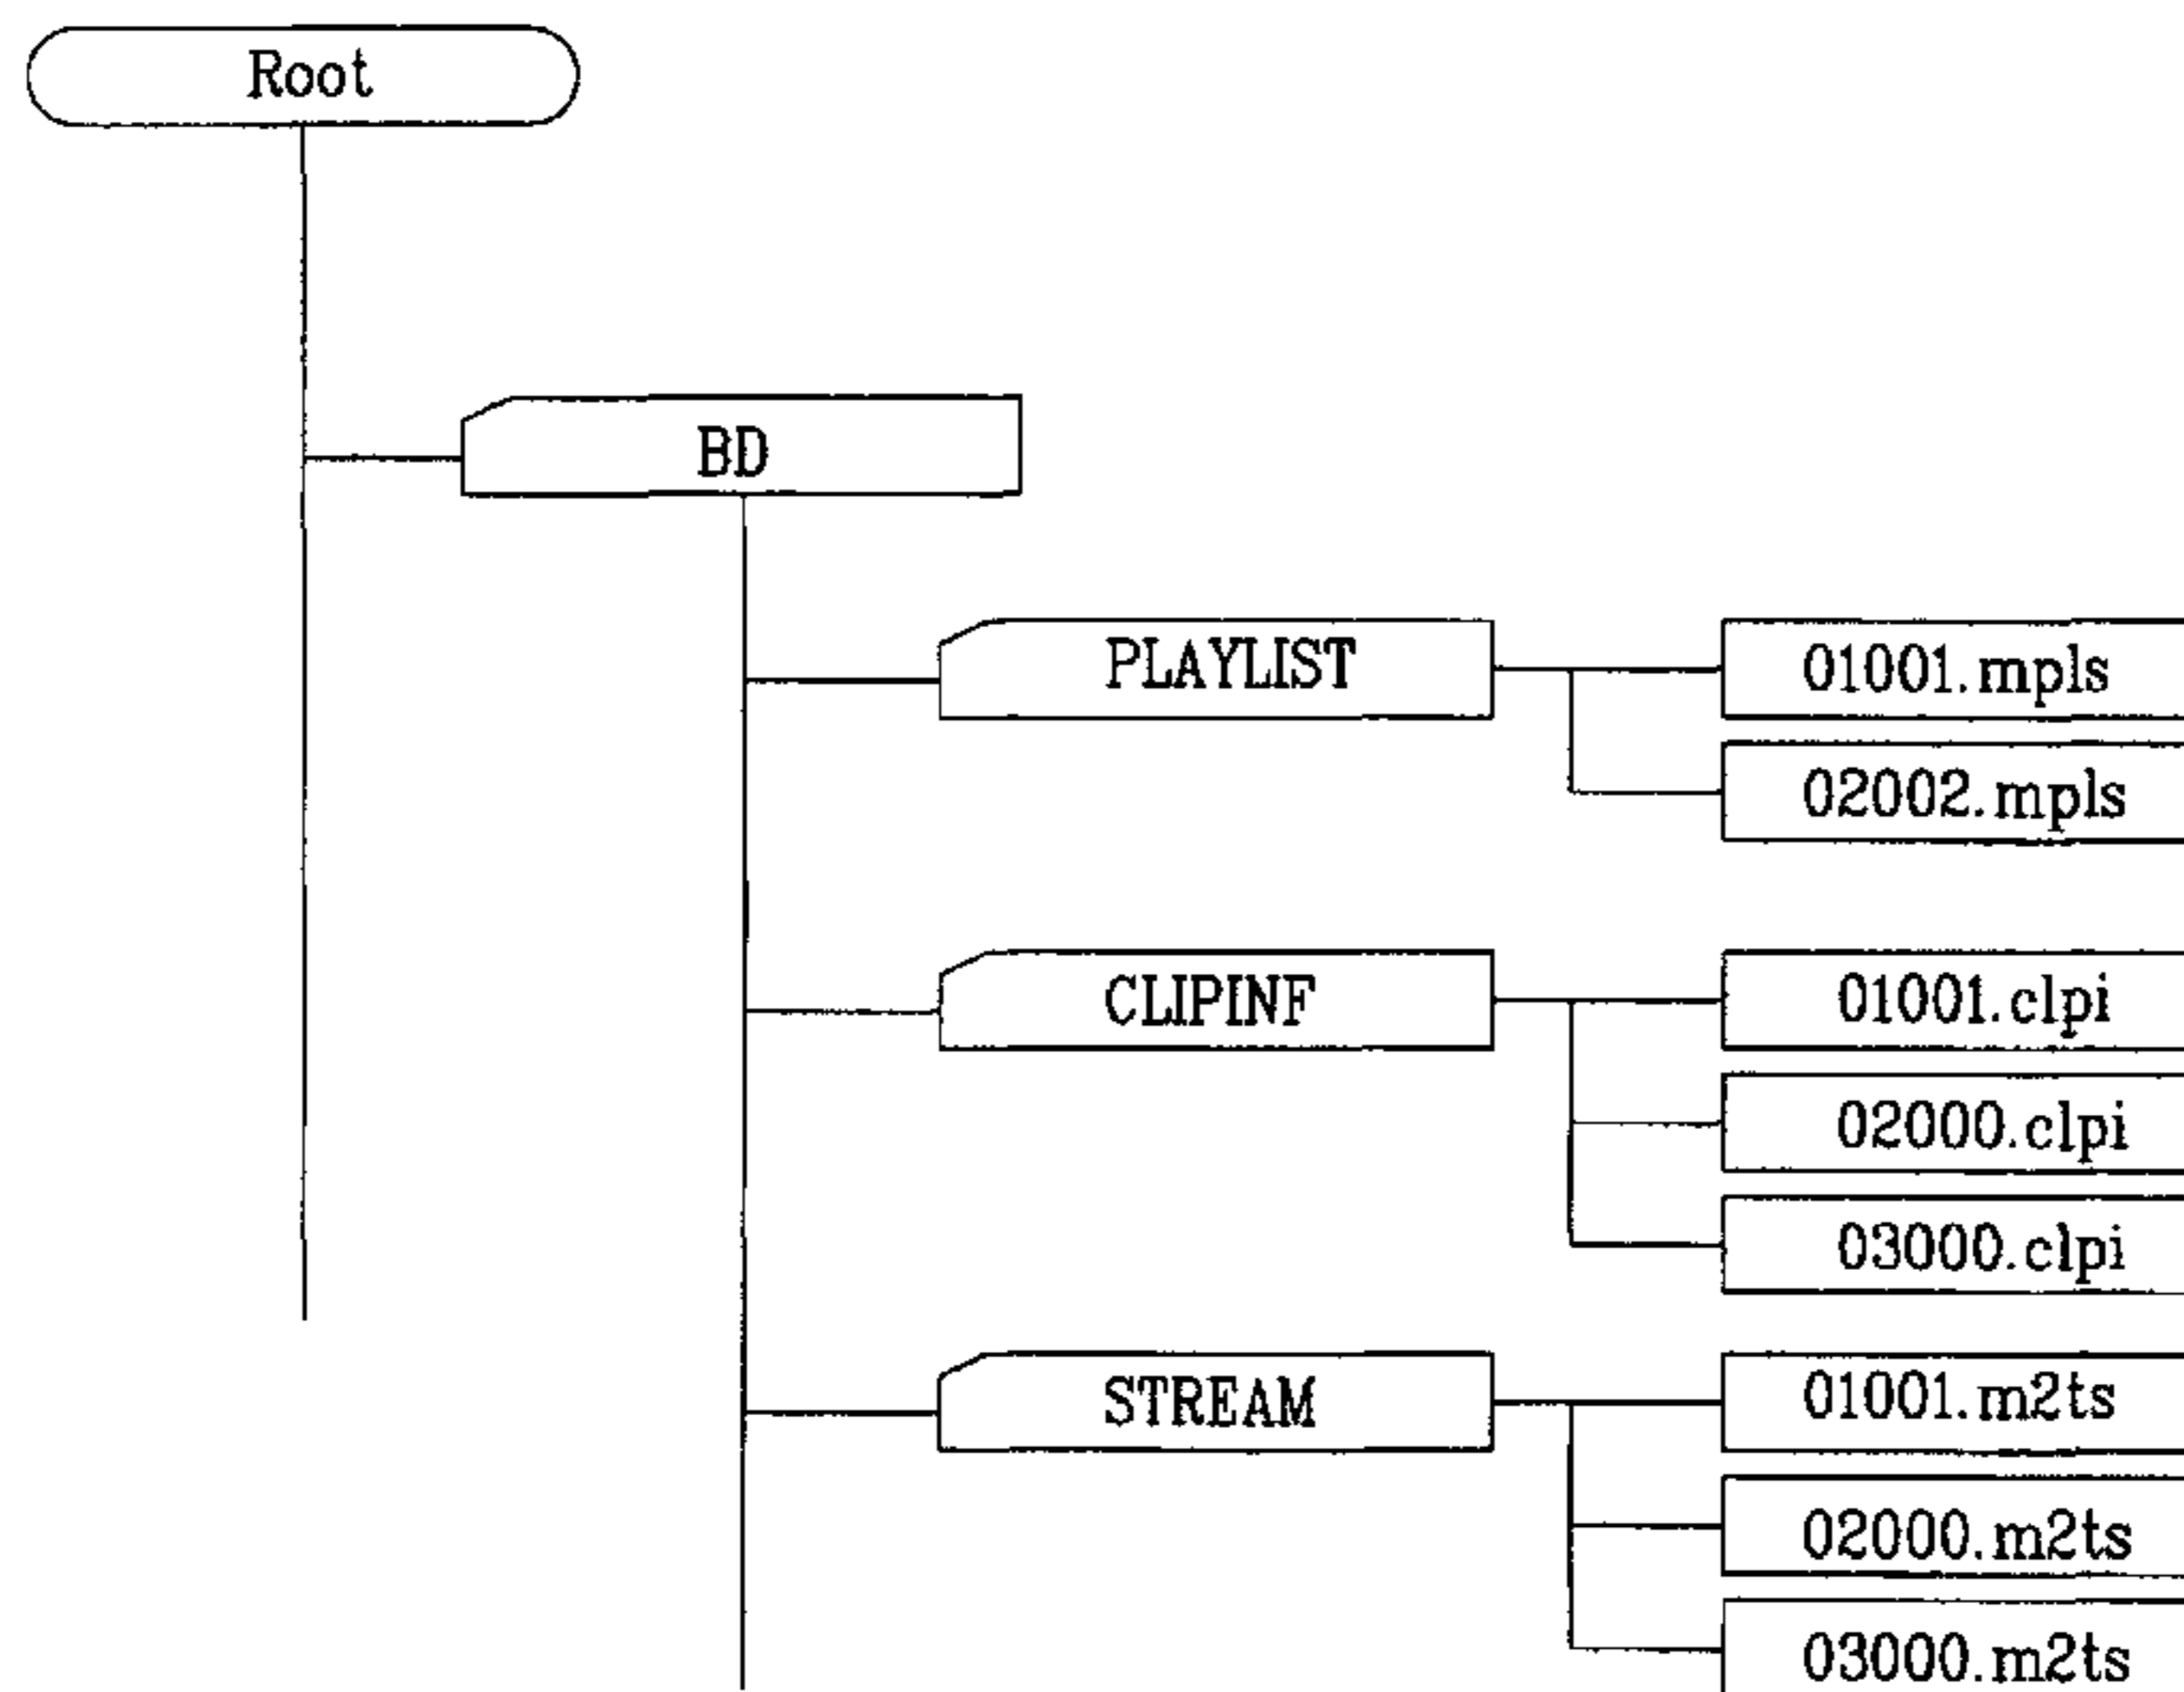 Root
BD
PLAYLIST
01001.mpls
02002.mpls
CLIPINF
01001.clpi
02000.clpi
03000.clpi
STREAM
01001.m2ts
02000.m2ts
03000.m2ts